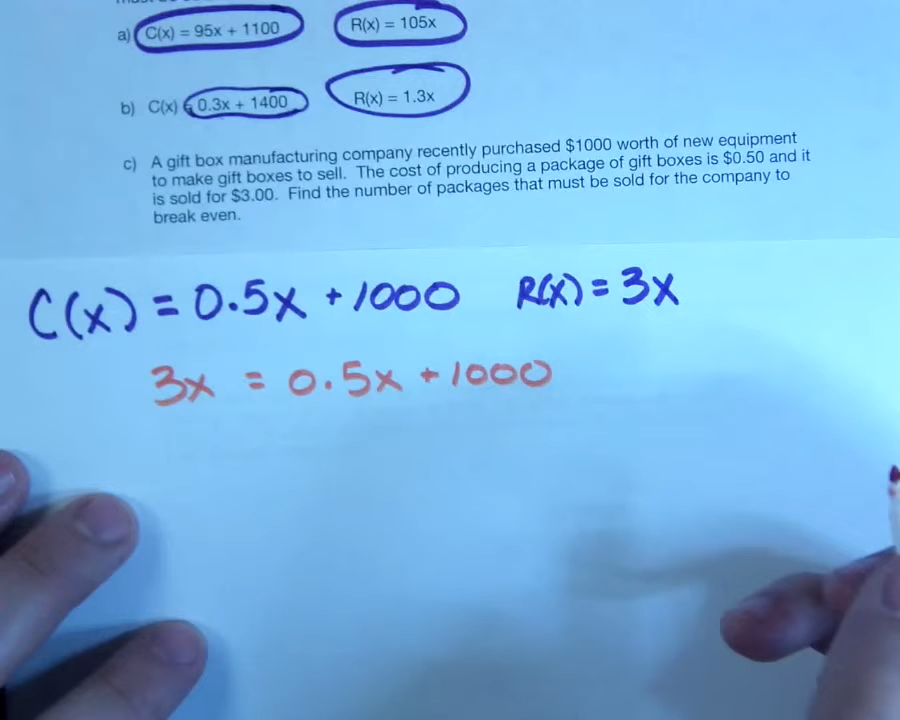 a) C(x) = 95x + 1100 R(x) = 105x
b) C(x) = 0.3x + 1400 R(x) = 1.3x
c) A gift box manufacturing company recently purchased $1000 worth of new equipment
to make gift boxes to sell. The cost of producing a package of gift boxes is $0.50 and it
is sold for $3.00. Find the number of packages that must be sold for the company to
break even.
C(x) = 0.5x + 1000 R(x) = 3x
3x = 0.5x + 1000